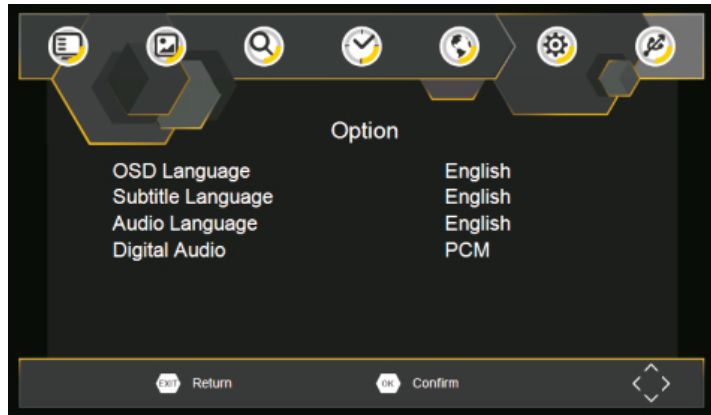 Option
OSD Language English
Subtitle Language English
Audio Language English
Digital Audio PCM
EXIT Return OK Confirm